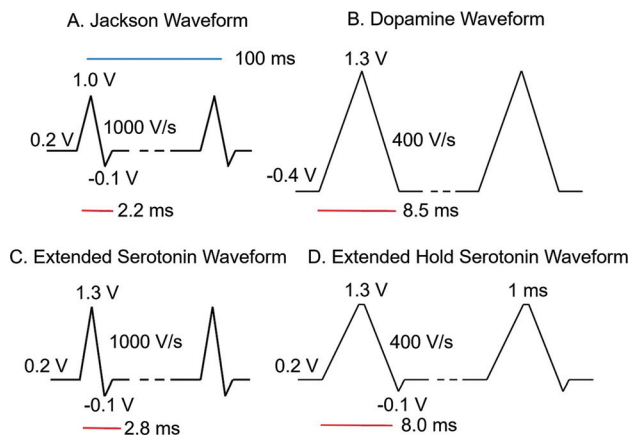 A. Jackson Waveform
100 ms
1.0 V
0.2 V
1000 V/s
-0.1 V
2.2 ms
B. Dopamine Waveform
1.3 V
400 V/s
-0.4 V
8.5 ms
C. Extended Serotonin Waveform
1.3 V
1000 V/s
0.2 V
-0.1 V
2.8 ms
D. Extended Hold Serotonin Waveform
1.3 V
1 ms
400 V/s
0.2 V
-0.1 V
8.0 ms